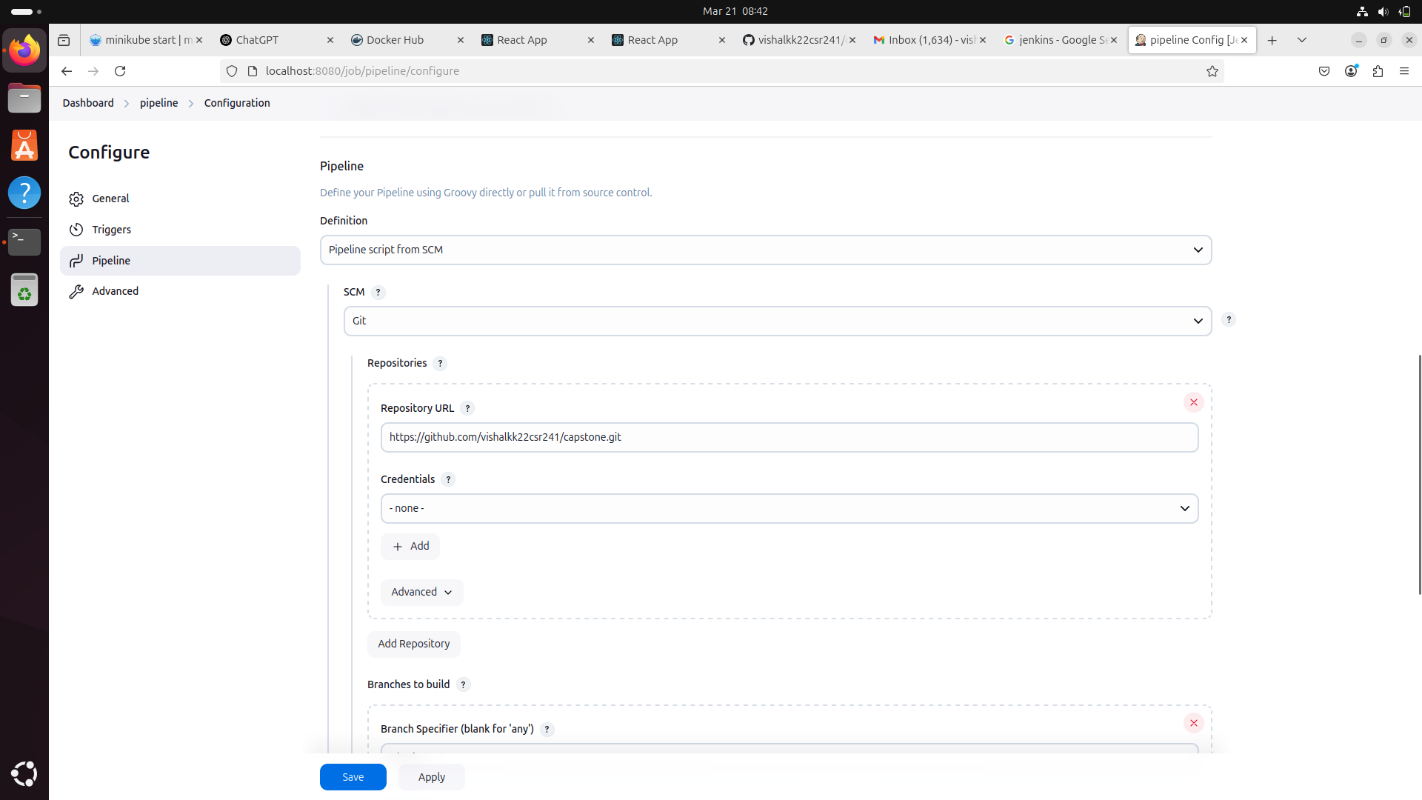 Mar 21 08:42
minikube start | m
ChatGPT
Docker Hub
React App
React App
vishalkk22csr241/
Inbox (1,634) - vis
jenkins - Google Se
pipeline Config [Je
localhost:8080/job/pipeline/configure
Dashboard
pipeline
Configuration
Configure
General
Triggers
Pipeline
Advanced
Pipeline
Define your Pipeline using Groovy directly or pull it from source control.
Definition
Pipeline script from SCM
SCM ?
Git
?
Repositories ?
Repository URL ?
https://github.com/vishalkk22csr241/capstone.git
Credentials ?
- none -
+ Add
Advanced
Add Repository
Branches to build ?
Branch Specifier (blank for 'any') ?
Save
Apply